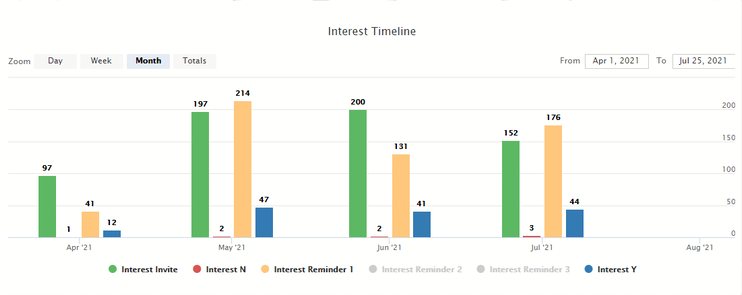 Interest Timeline
Zoom Day Week Month Totals From Apr 1, 2021 To Jul 25, 2021
214
197 200
200
176
152
150
131
97
100
41 47 41 44
50
12
1 2 2 3
0
Apr '21 May '21 Jun '21 Jul '21 Aug '21
Interest Invite Interest N Interest Reminder 1 Interest Reminder 2 Interest Reminder 3 Interest Y